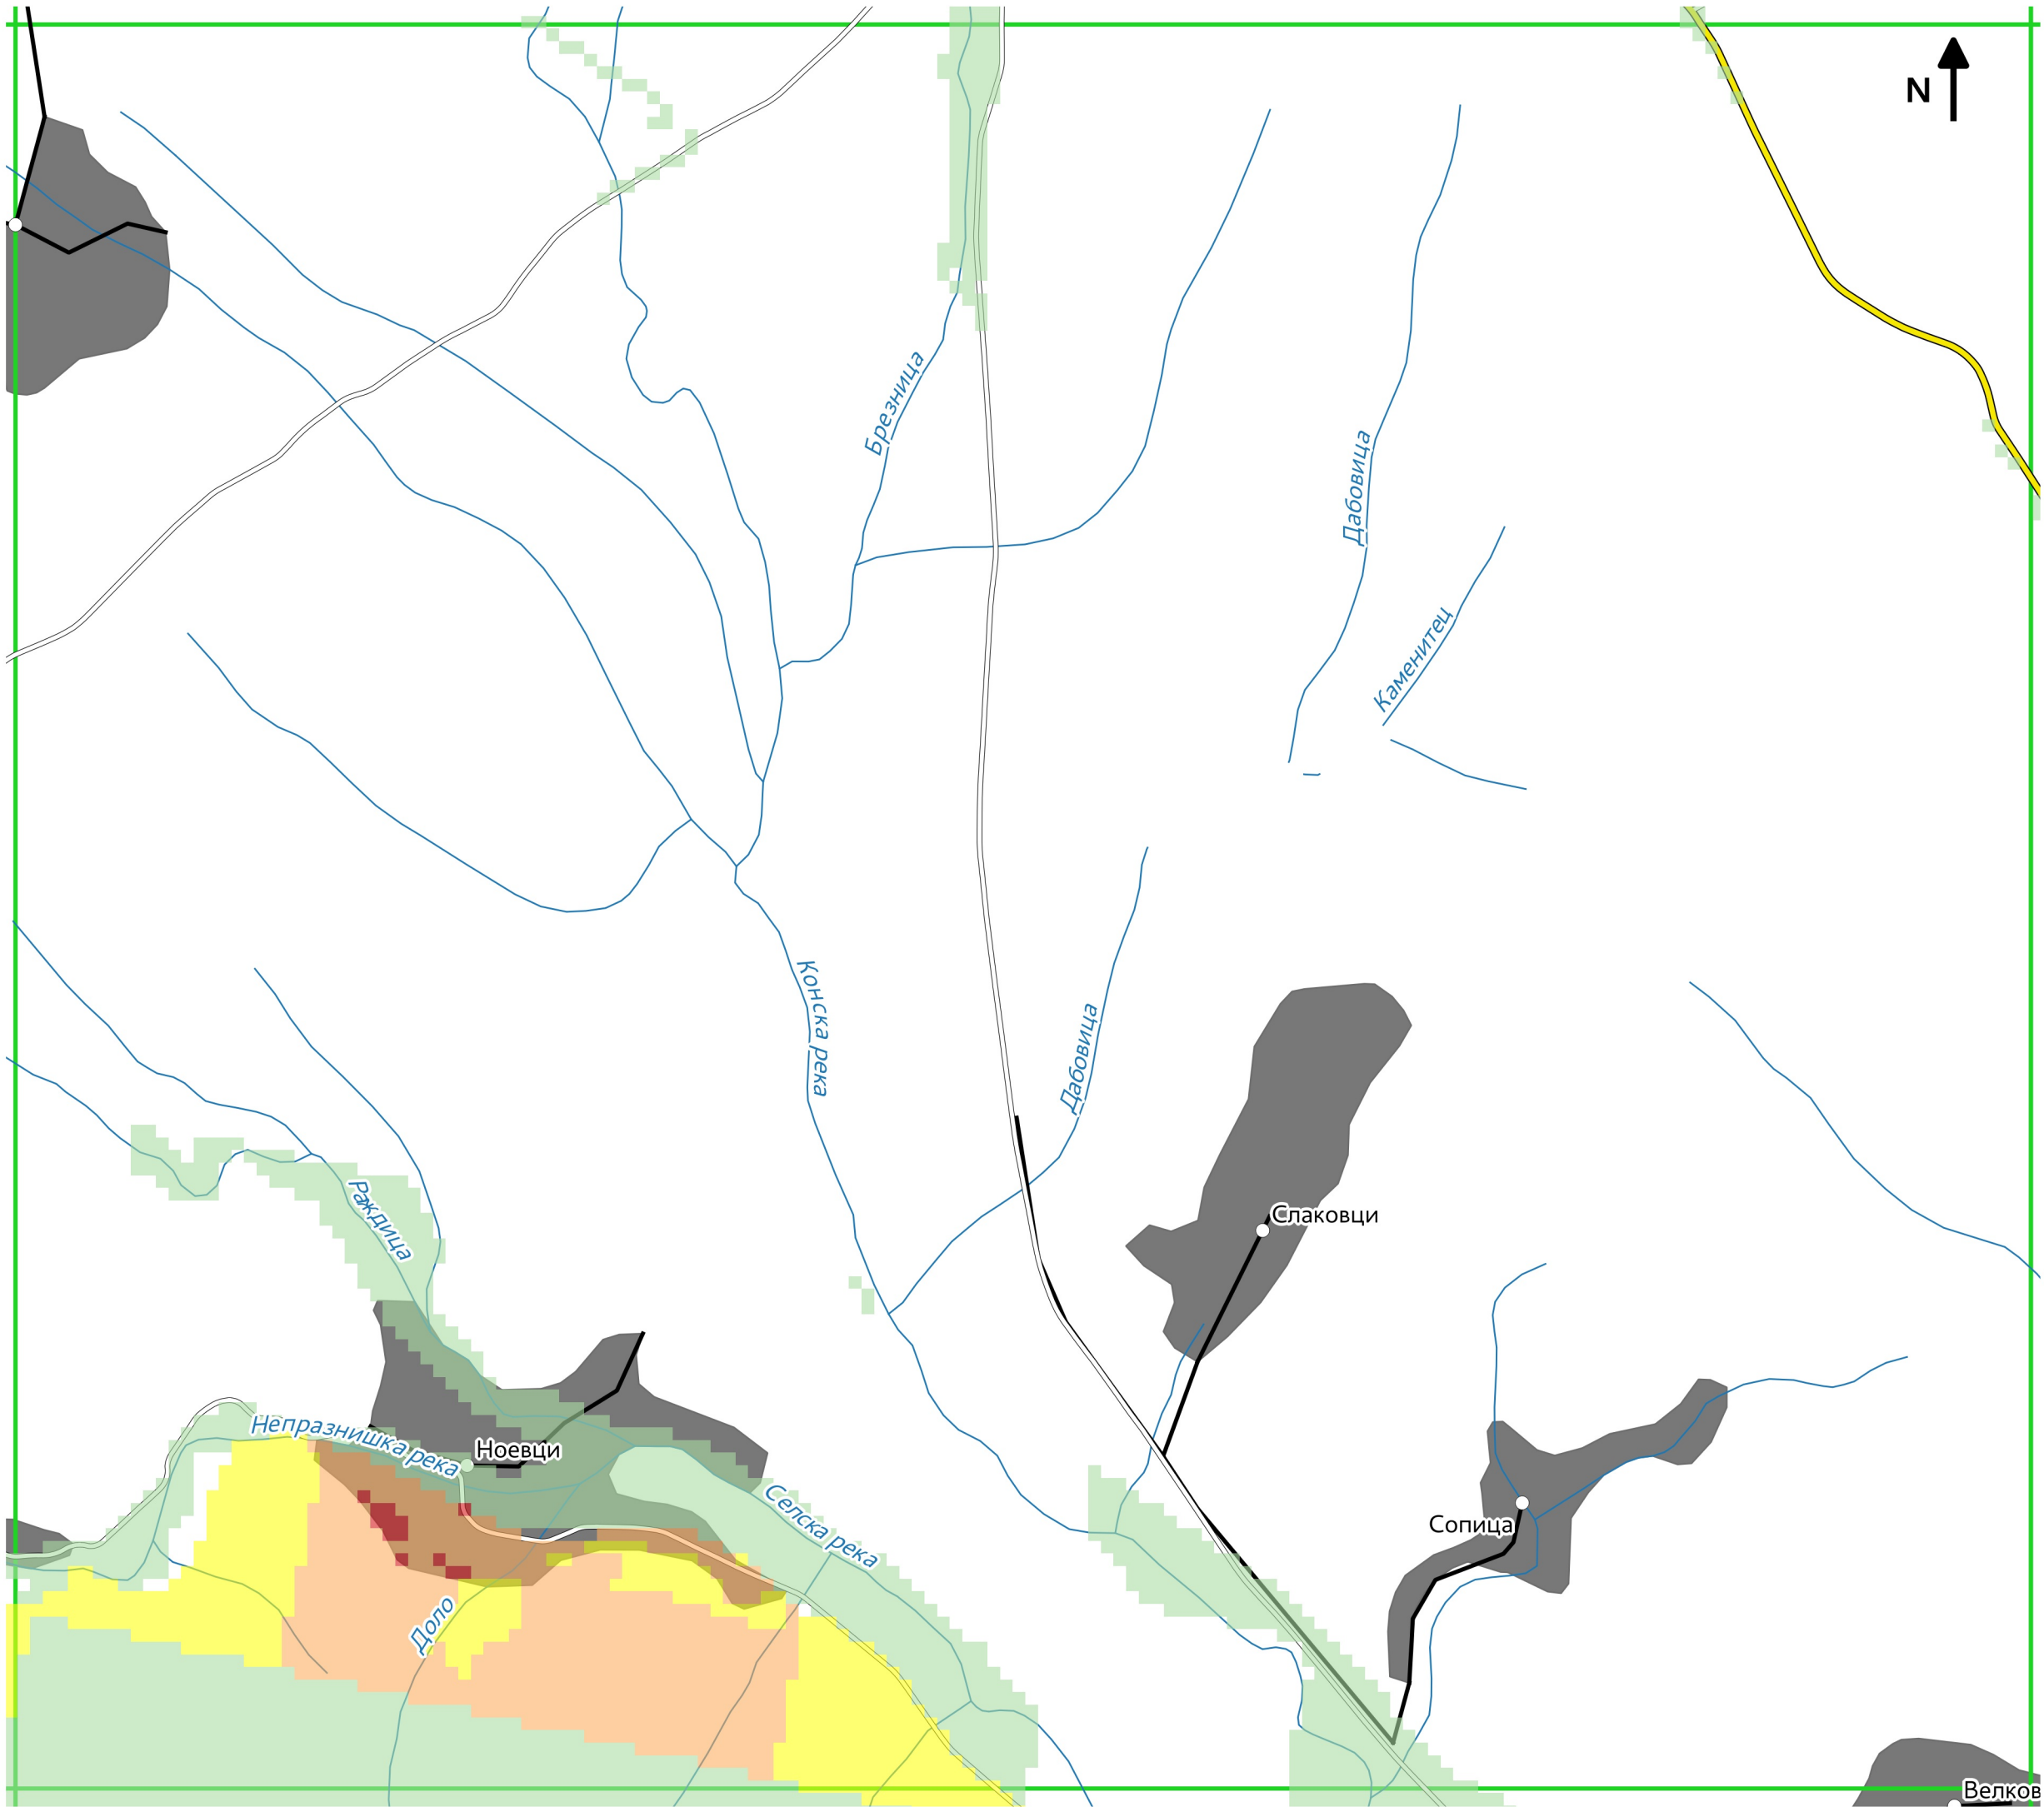 N
Брезница
Дабовица
Каменитец
Конска река
Дабовица
Раждица
Слаковци
Непразнишка река
Ноевци
Селска река
Сопица
Доло
Велков